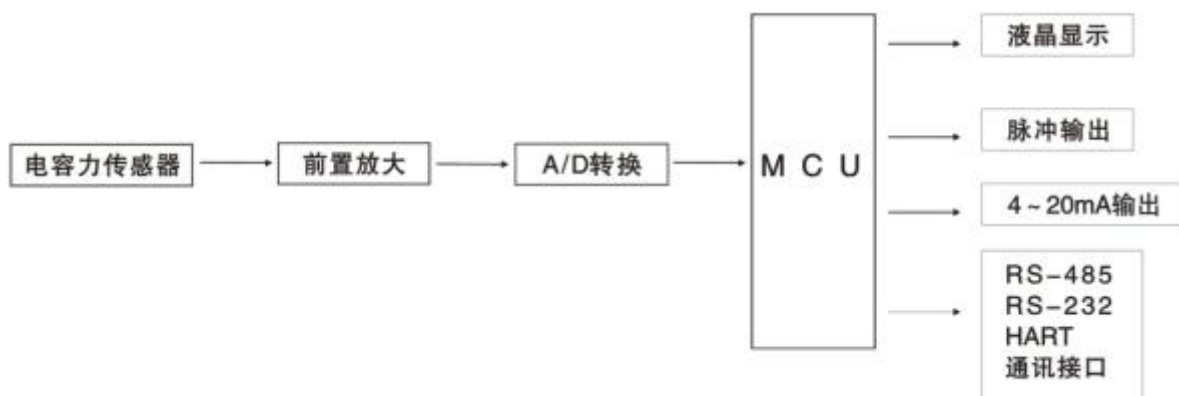 电容力传感器
前置放大
A/D转换
MCU
液晶显示
脉冲输出
4~20mA输出
RS-485
RS-232
HART
通讯接口